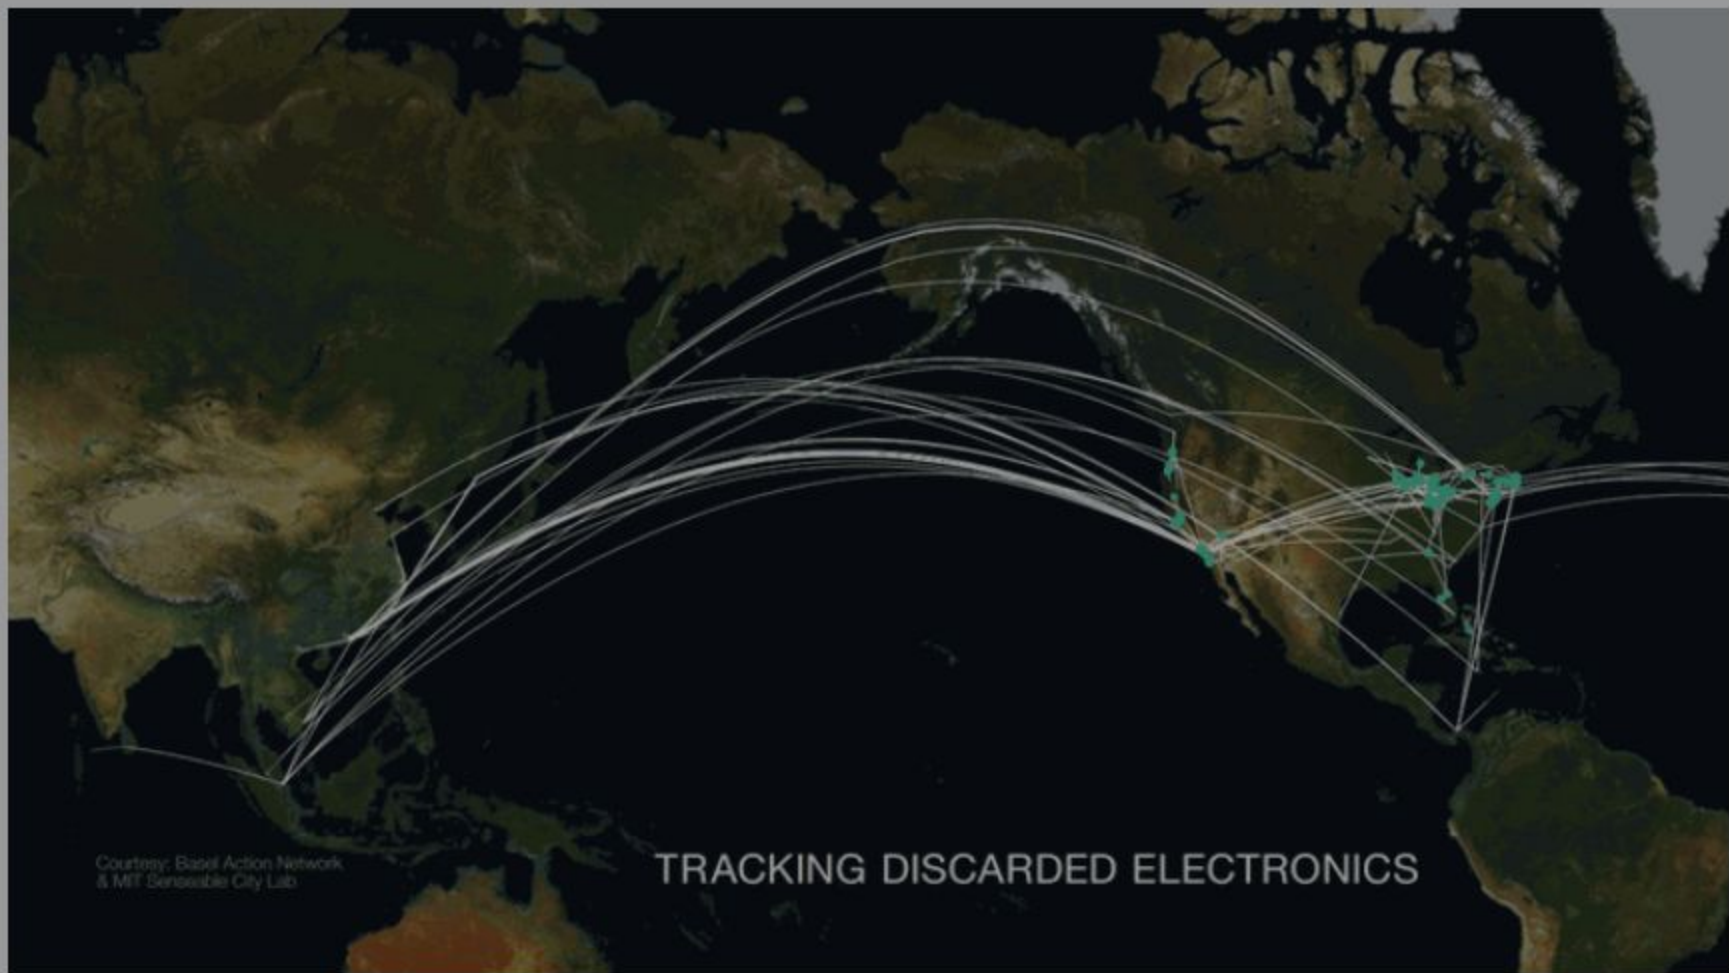 TRACKING DISCARDED ELECTRONICS
Courtesy: Basel Action Network
& MIT Senseable City Lab